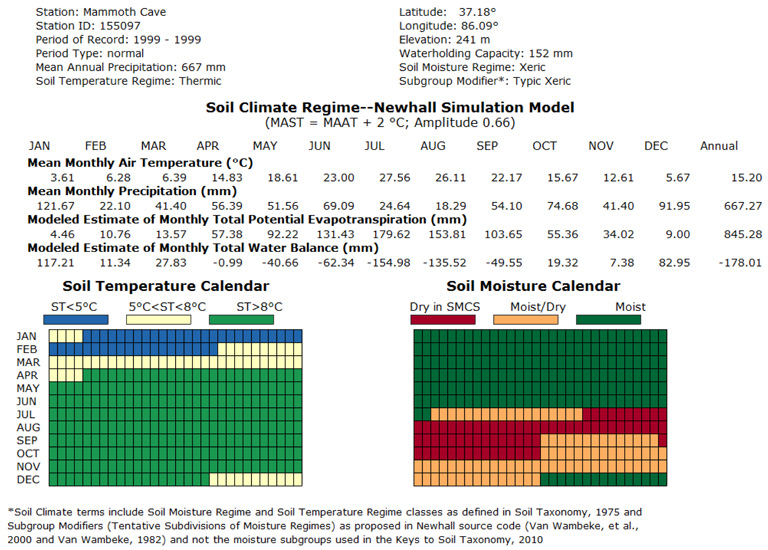 Station: Mammoth Cave
Station ID: 155097
Period of Record: 1999 - 1999
Period Type: normal
Mean Annual Precipitation: 667 mm
Soil Temperature Regime: Thermic
Latitude: 37.18°
Longitude: 86.09°
Elevation: 241 m
Waterholding Capacity: 152 mm
Soil Moisture Regime: Xeric
Subgroup Modifier*: Typic Xeric
Soil Climate Regime--Newhall Simulation Model
(MAST = MAAT + 2 °C; Amplitude 0.66)
JAN FEB MAR APR MAY JUN JUL AUG SEP OCT NOV DEC Annual
Mean Monthly Air Temperature (°C)
3.61 6.28 6.39 14.83 18.61 23.00 27.56 26.11 22.17 15.67 12.61 5.67 15.20
Mean Monthly Precipitation (mm)
121.67 22.10 41.40 56.39 51.56 69.09 24.64 18.29 54.10 74.68 41.40 91.95 667.27
Modeled Estimate of Monthly Total Potential Evapotranspiration (mm)
4.46 10.76 13.57 57.38 92.22 131.43 179.62 153.81 103.65 55.36 34.02 9.00 845.28
Modeled Estimate of Monthly Total Water Balance (mm)
117.21 11.34 27.83 -0.99 -40.66 -62.34 -154.98 -135.52 -49.55 19.32 7.38 82.95 -178.01
Soil Temperature Calendar
ST<5°C 5°C<ST<8°C ST>8°C
JAN
FEB
MAR
APR
MAY
JUN
JUL
AUG
SEP
OCT
NOV
DEC
Soil Moisture Calendar
Dry in SMCS Moist/Dry Moist
*Soil Climate terms include Soil Moisture Regime and Soil Temperature Regime classes as defined in Soil Taxonomy, 1975 and
Subgroup Modifiers (Tentative Subdivisions of Moisture Regimes) as proposed in Newhall source code (Van Wambeke, et al.,
2000 and Van Wambeke, 1982) and not the moisture subgroups used in the Keys to Soil Taxonomy, 2010